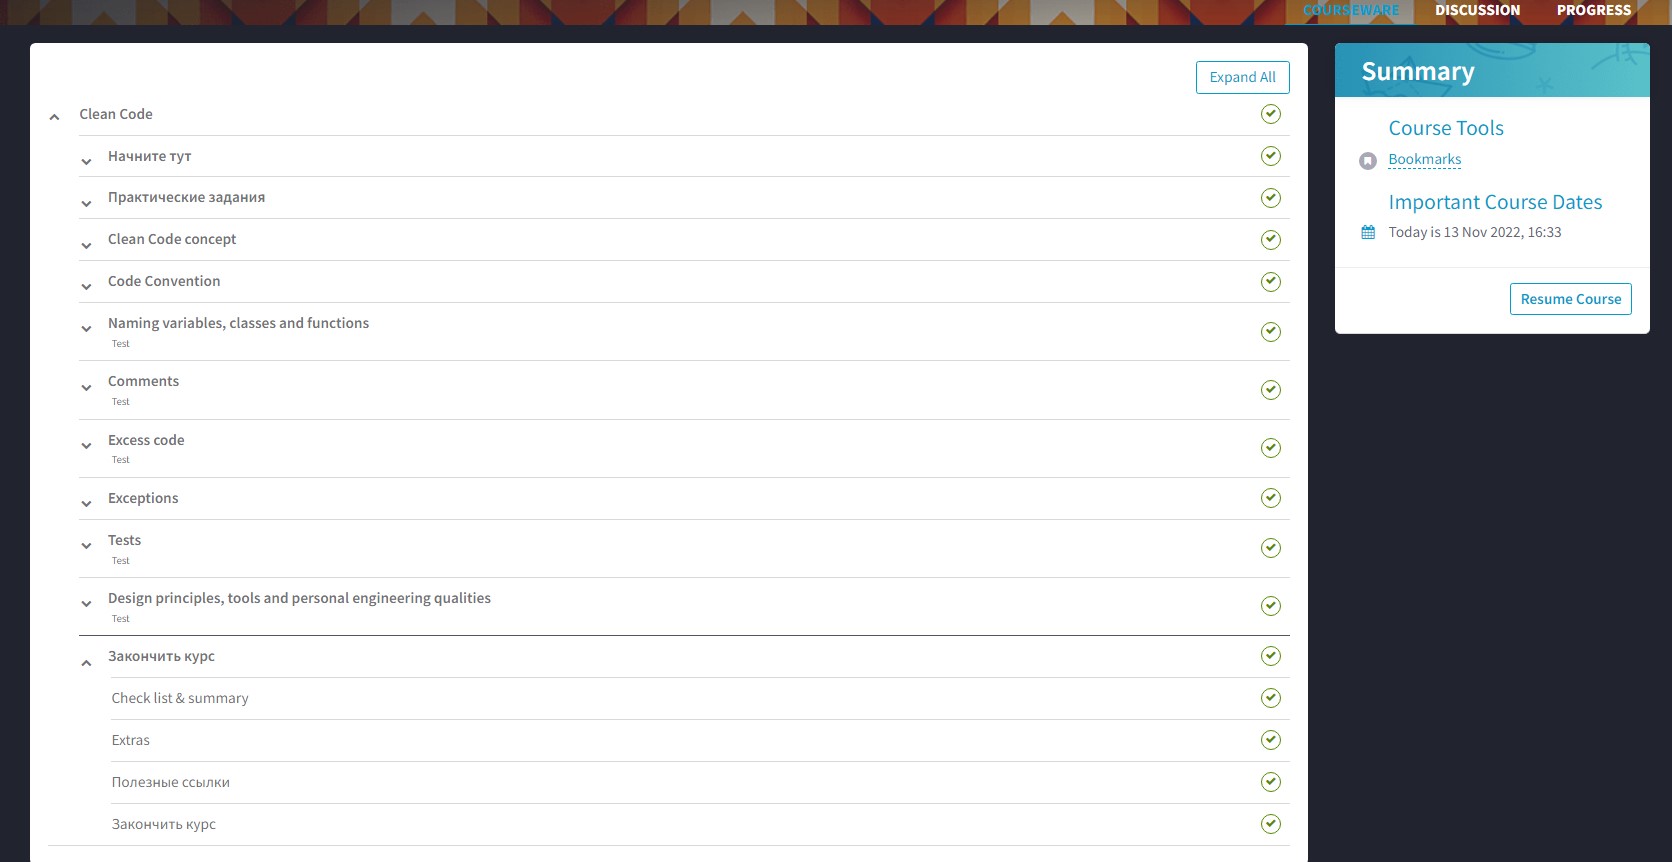 COURSEWARE DISCUSSION PROGRESS
Expand All
Clean Code
Начните тут
Практические задания
Clean Code concept
Code Convention
Naming variables, classes and functions
Test
Comments
Test
Excess code
Test
Exceptions
Tests
Test
Design principles, tools and personal engineering qualities
Test
Закончить курс
Check list & summary
Extras
Полезные ссылки
Закончить курс
Summary
Course Tools
Bookmarks
Important Course Dates
Today is 13 Nov 2022, 16:33
Resume Course